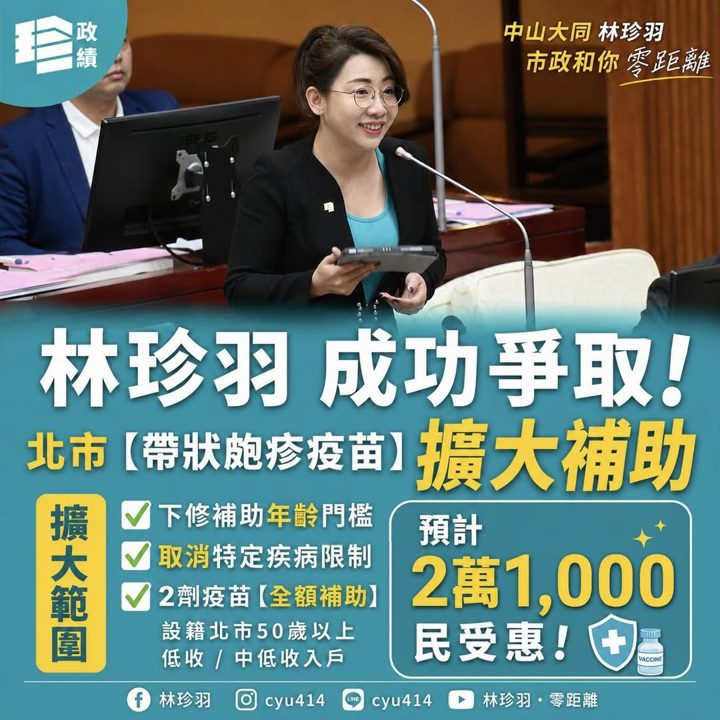 珍 政績
中山大同 林珍羽
市政和你 零距離
林珍羽 成功爭取!
北市【帶狀皰疹疫苗】擴大補助
擴大範圍
下修補助年齡門檻
取消特定疾病限制
2劑疫苗【全額補助】
設籍北市50歲以上
低收 / 中低收入戶
預計
2萬1,000
民受惠!
VACCINE
林珍羽 cyu414 LINE cyu414 林珍羽・零距離